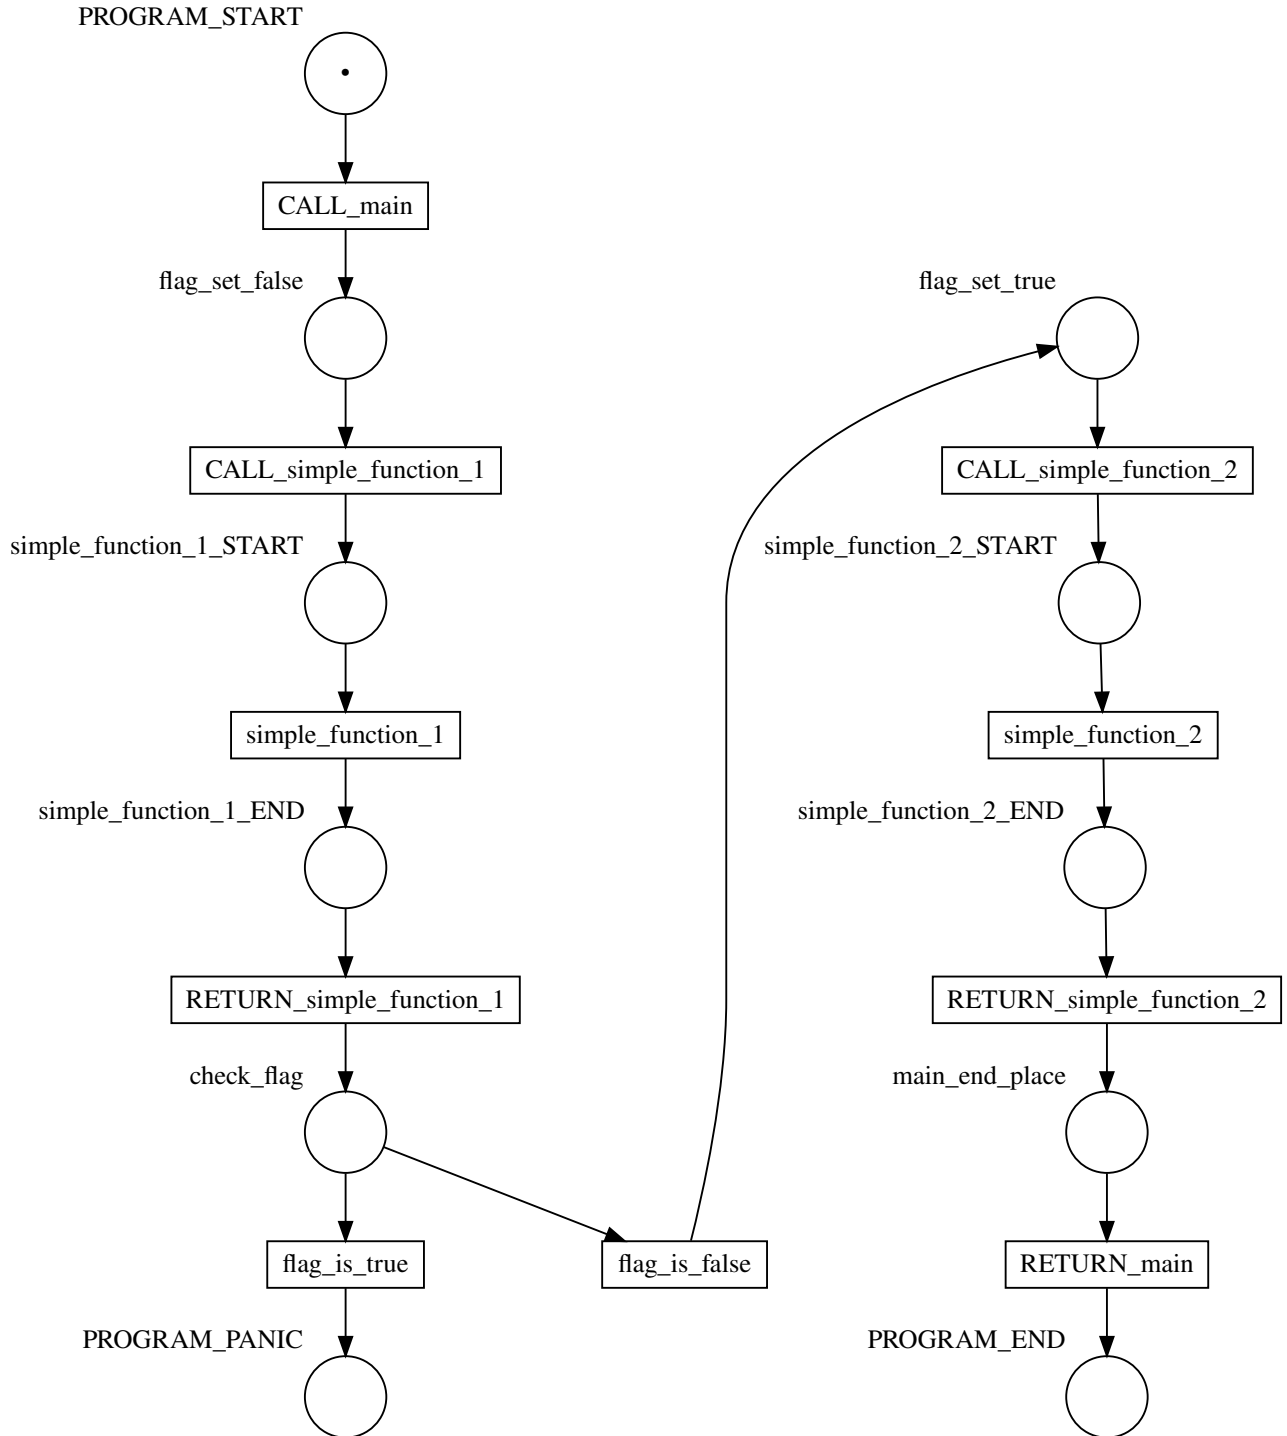 PROGRAM_START
CALL_main
flag_set_false
CALL_simple_function_1
simple_function_1_START
simple_function_1
simple_function_1_END
RETURN_simple_function_1
check_flag
flag_is_true
PROGRAM_PANIC
flag_is_false
flag_set_true
CALL_simple_function_2
simple_function_2_START
simple_function_2
simple_function_2_END
RETURN_simple_function_2
main_end_place
RETURN_main
PROGRAM_END